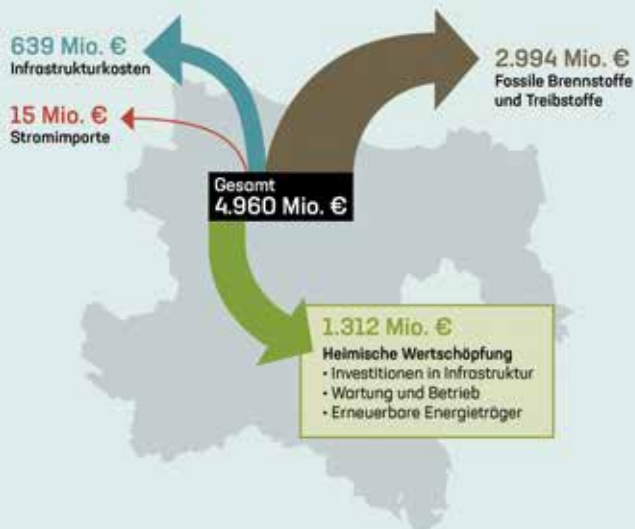 639 Mio. €
Infrastrukturkosten
15 Mio. €
Stromimporte
2.994 Mio. €
Fossile Brennstoffe
und Treibstoffe
Gesamt
4.960 Mio. €
1.312 Mio. €
Heimische Wertschöpfung
• Investitionen in Infrastruktur
• Wartung und Betrieb
• Erneuerbare Energieträger